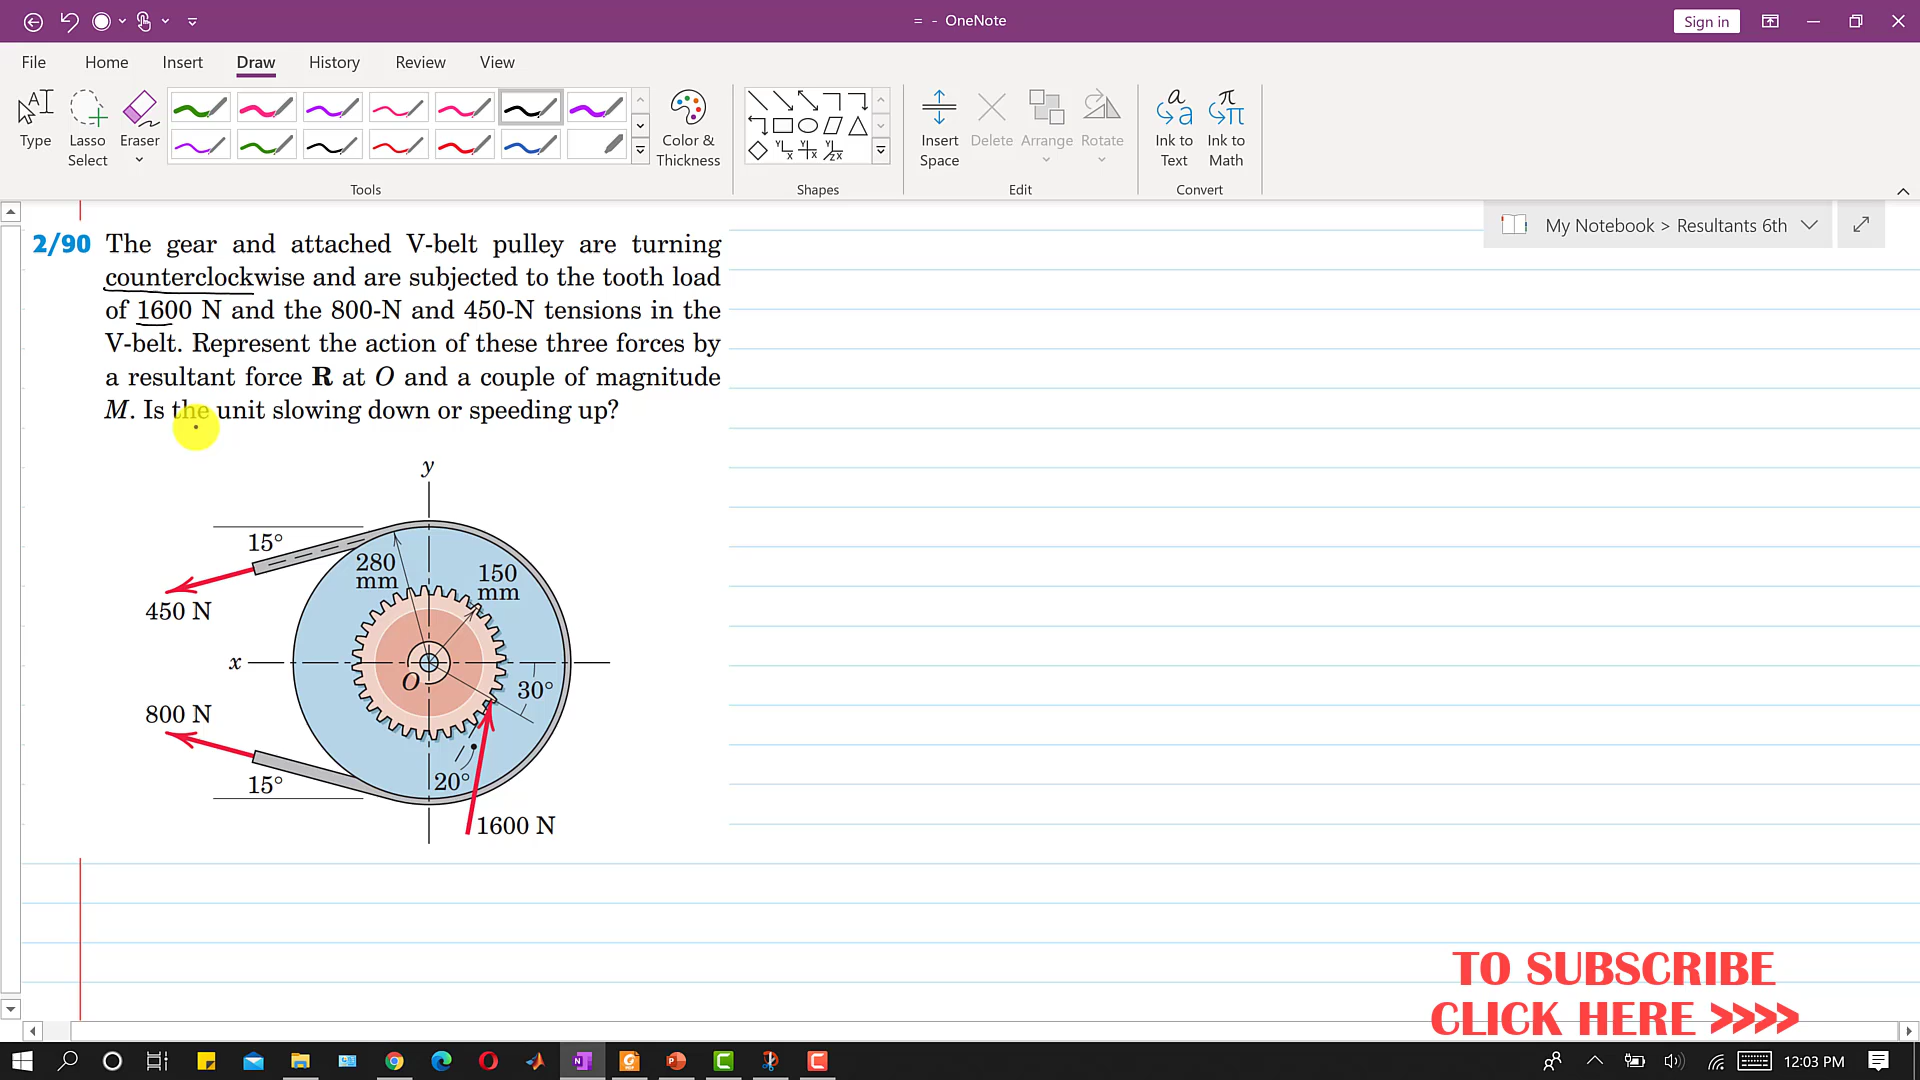 = - OneNote
Sign in
File Home Insert Draw History Review View
Type
Lasso Select
Eraser
Color & Thickness
Insert Space
Delete
Arrange
Rotate
Ink to Text
Ink to Math
Tools
Shapes
Edit
Convert
My Notebook > Resultants 6th
2/90 The gear and attached V-belt pulley are turning
counterclockwise and are subjected to the tooth load
of 1600 N and the 800-N and 450-N tensions in the
V-belt. Represent the action of these three forces by
a resultant force R at O and a couple of magnitude
M. Is the unit slowing down or speeding up?
y
15°
280 mm
150 mm
450 N
x
O
30°
800 N
15°
20°
1600 N
TO SUBSCRIBE
CLICK HERE >>>>
12:03 PM